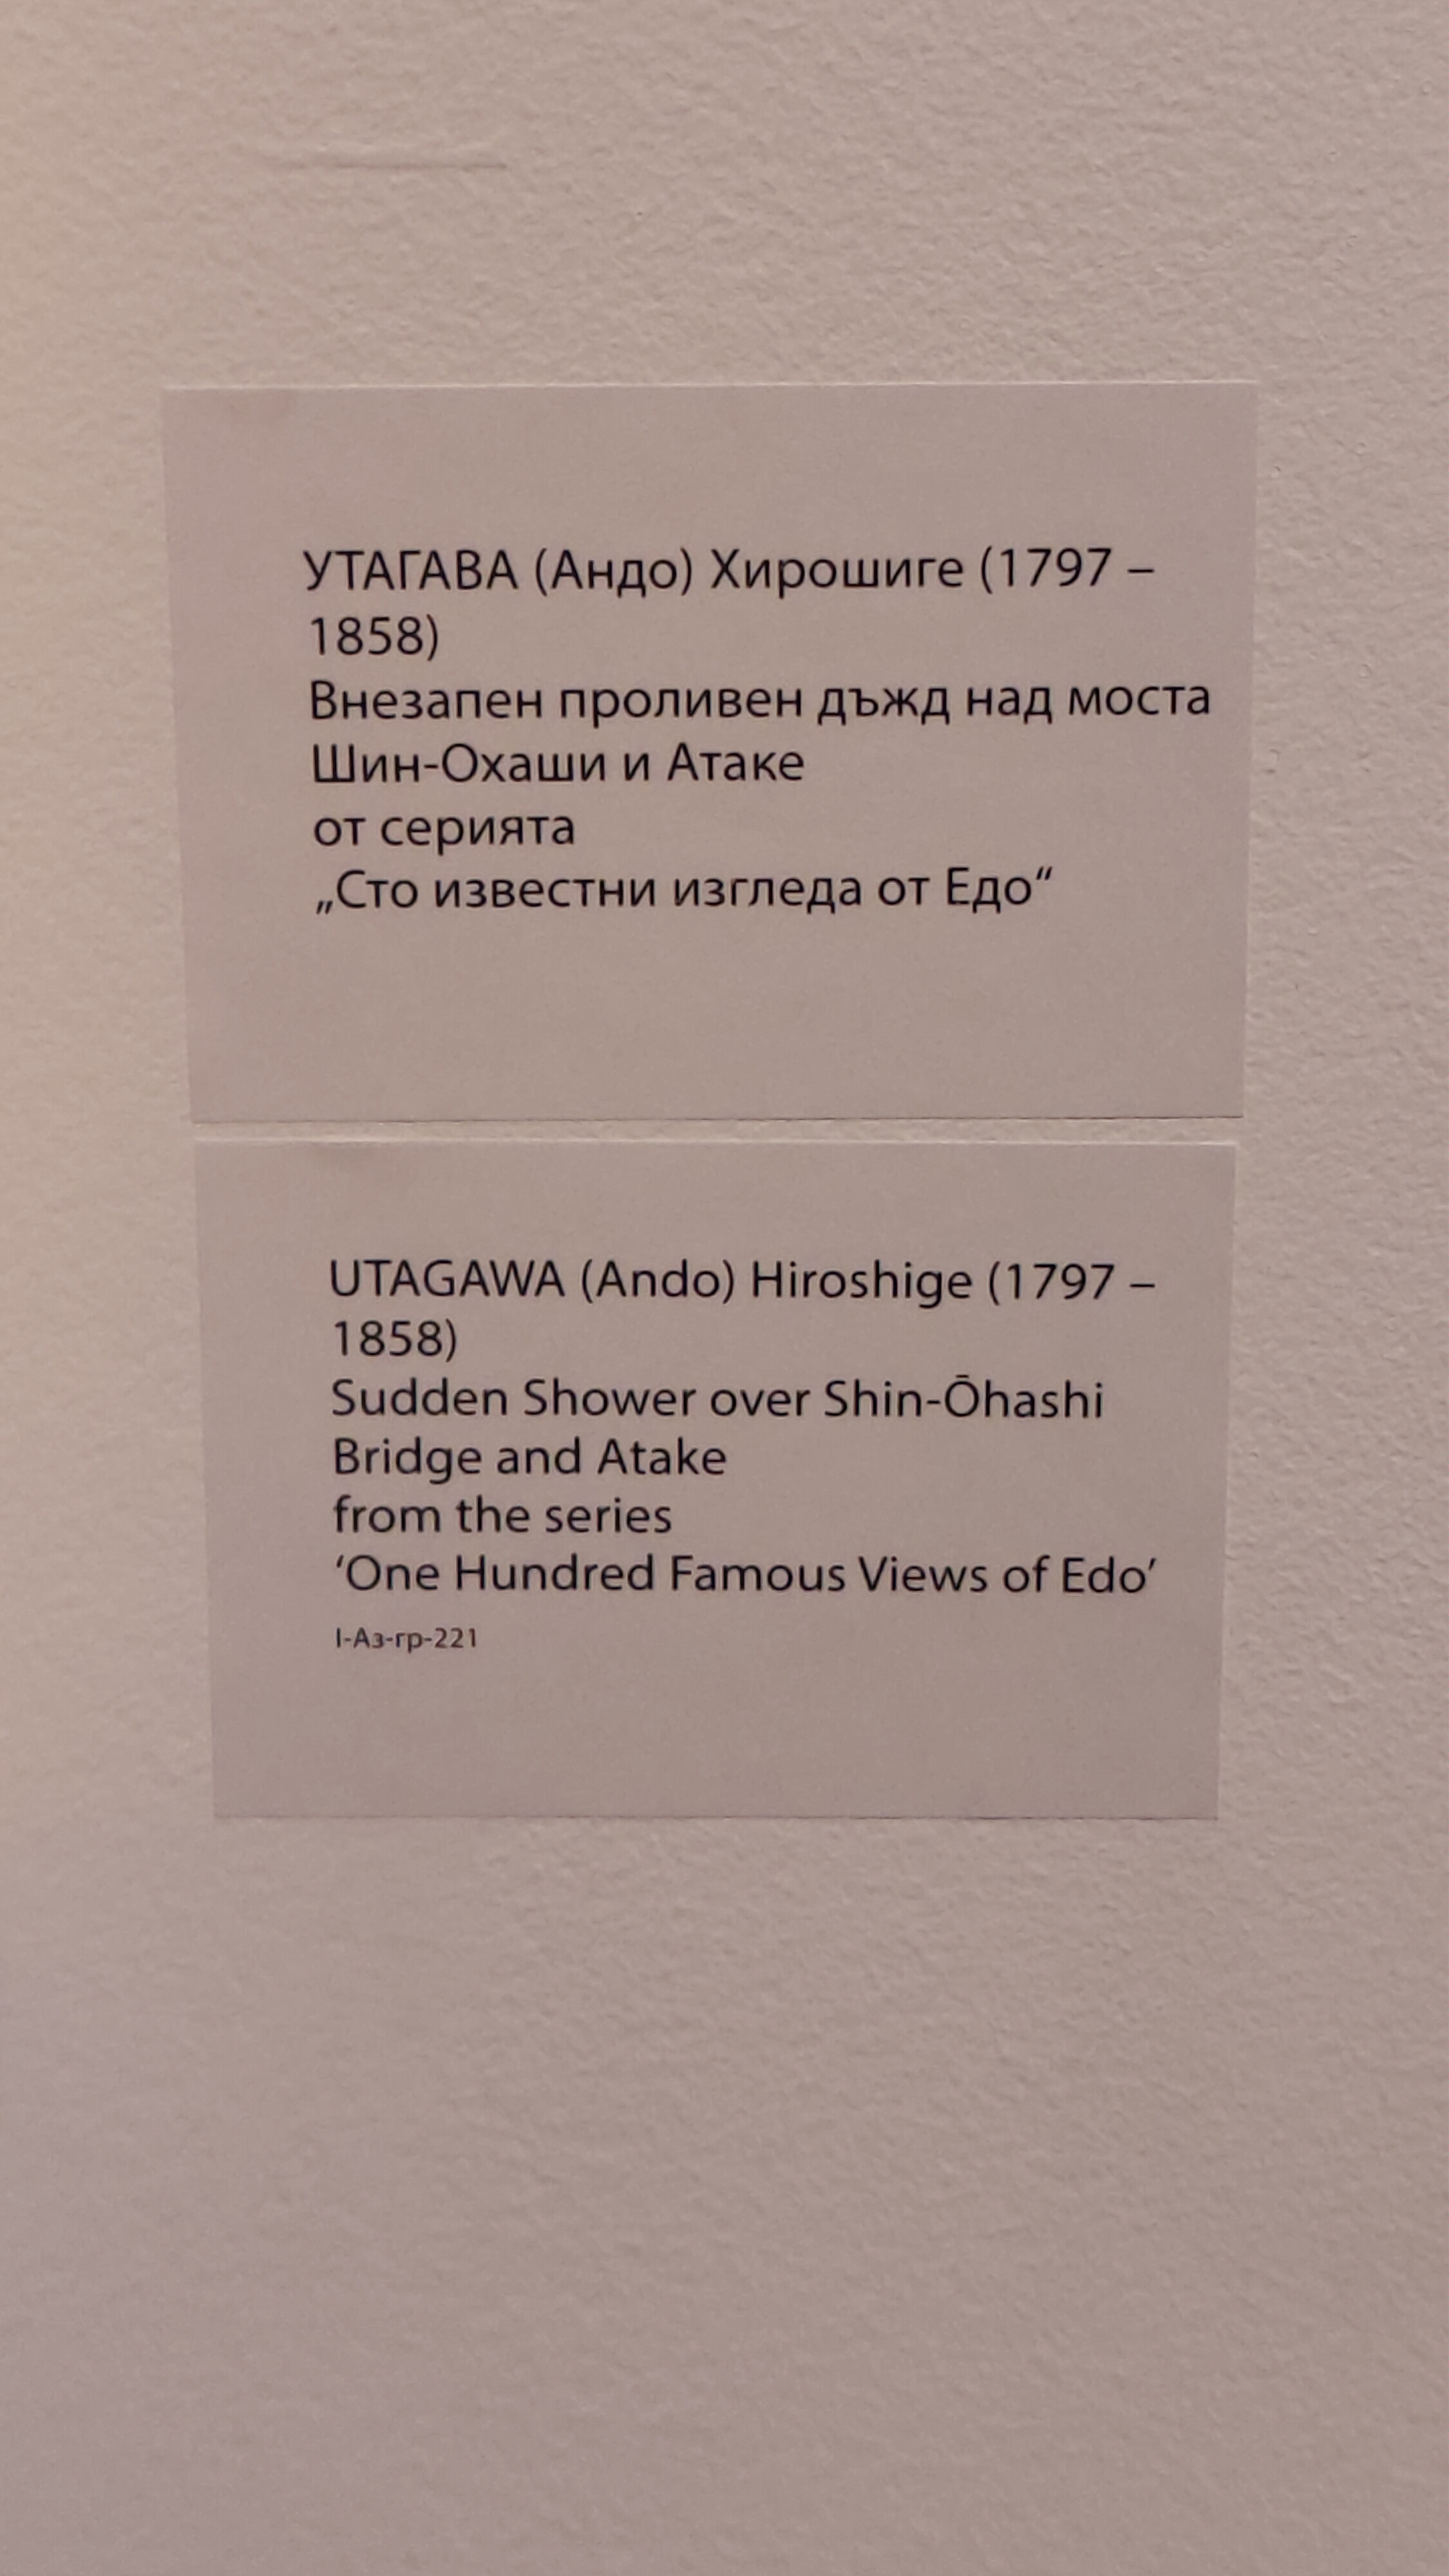 УТАГАВА (Андо) Хирошиге (1797 –
1858)
Внезапен проливен дъжд над моста
Шин-Охаши и Атаке
от серията
„Сто известни изгледа от Едо“
UTAGAWA (Ando) Hiroshige (1797 –
1858)
Sudden Shower over Shin-Ōhashi
Bridge and Atake
from the series
‘One Hundred Famous Views of Edo’
I-Аз-гр-221